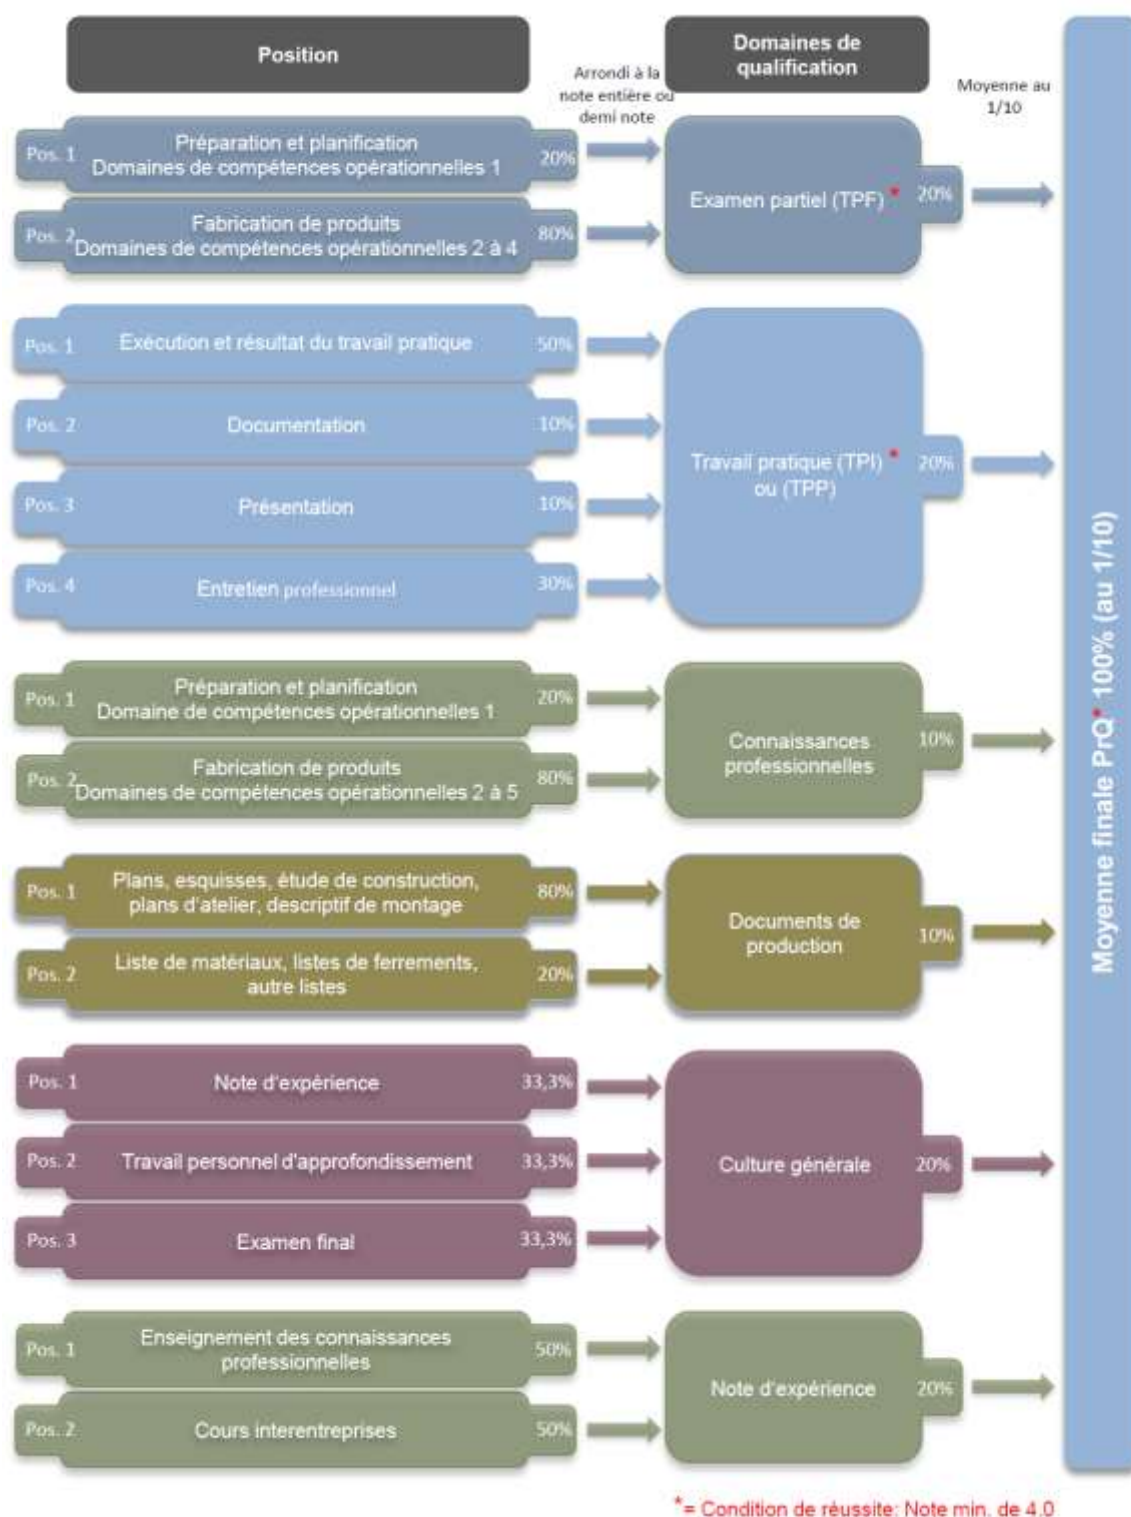 Position
Domaines de
qualification
Arrondi à la
note entière ou
demi note
Moyenne au
1/10
Pos. 1
Préparation et planification
Domaines de compétences opérationnelles 1
20%
Pos. 2
Fabrication de produits
Domaines de compétences opérationnelles 2 à 4
80%
Examen partiel (TPF) *
20%
Pos. 1
Exécution et résultat du travail pratique
50%
Pos. 2
Documentation
10%
Pos. 3
Présentation
10%
Pos. 4
Entretien professionnel
30%
Travail pratique (TPI) *
ou (TPP)
20%
Pos. 1
Préparation et planification
Domaine de compétences opérationnelles 1
20%
Pos. 2
Fabrication de produits
Domaines de compétences opérationnelles 2 à 5
80%
Connaissances
professionnelles
10%
Pos. 1
Plans, esquisses, étude de construction,
plans d'atelier, descriptif de montage
80%
Pos. 2
Liste de matériaux, listes de ferrements,
autre listes
20%
Documents de
production
10%
Pos. 1
Note d'expérience
33,3%
Pos. 2
Travail personnel d'approfondissement
33,3%
Pos. 3
Examen final
33,3%
Culture générale
20%
Pos. 1
Enseignement des connaissances
professionnelles
50%
Pos. 2
Cours interentreprises
50%
Note d'expérience
20%
Moyenne finale PrQ* 100% (au 1/10)
*= Condition de réussite: Note min. de 4.0